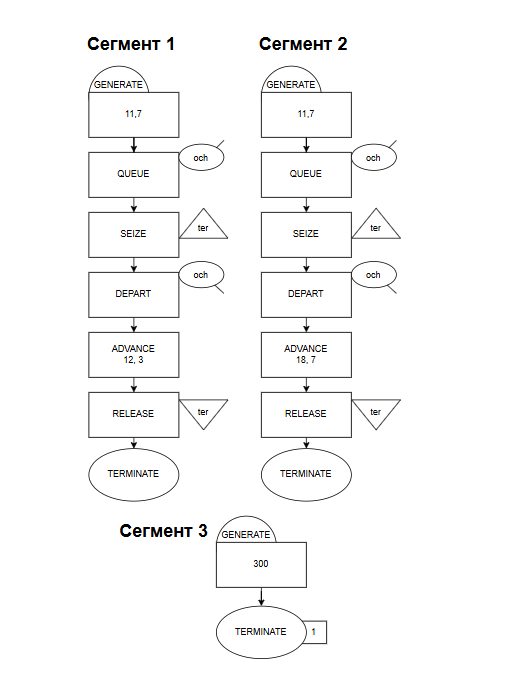 Сегмент 1
GENERATE
11,7
QUEUE
och
SEIZE
ter
DEPART
och
ADVANCE
12, 3
RELEASE
ter
TERMINATE
Сегмент 2
GENERATE
11,7
QUEUE
och
SEIZE
ter
DEPART
och
ADVANCE
18, 7
RELEASE
ter
TERMINATE
Сегмент 3
GENERATE
300
TERMINATE
1